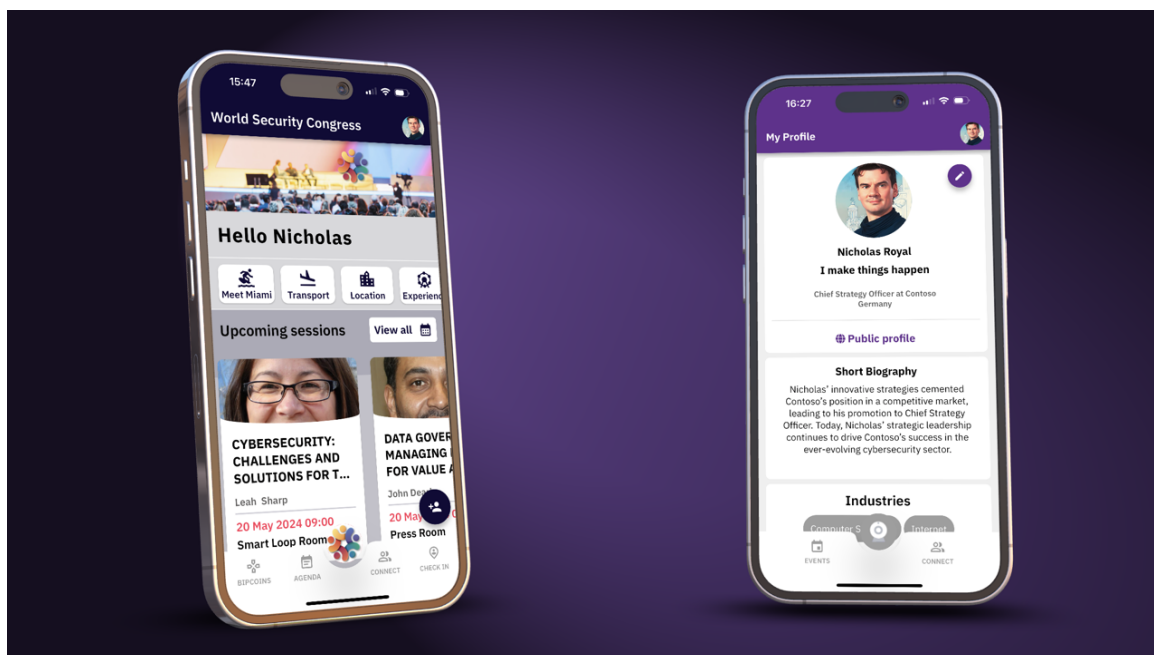 15:47
World Security Congress
Hello Nicholas
Meet Miami
Transport
Location
Experienc
Upcoming sessions
View all
CYBERSECURITY:
CHALLENGES AND
SOLUTIONS FOR T...
Leah Sharp
20 May 2024 09:00
Smart Loop Room
DATA GOVER
MANAGING
FOR VALUE A
John Dea
20 May
Press Room
BIPCOINS
AGENDA
CONNECT
CHECK IN
16:27
My Profile
Nicholas Royal
I make things happen
Chief Strategy Officer at Contoso
Germany
Public profile
Short Biography
Nicholas' innovative strategies cemented
Contoso's position in a competitive market,
leading to his promotion to Chief Strategy
Officer. Today, Nicholas' strategic leadership
continues to drive Contoso's success in the
ever-evolving cybersecurity sector.
Industries
Computer S
Internet
EVENTS
CONNECT